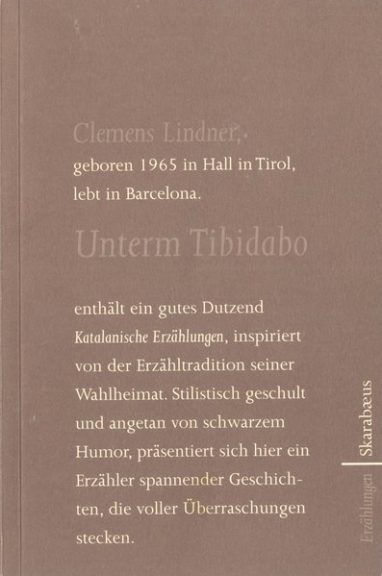 Clemens Lindner,
geboren 1965 in Hall in Tirol,
lebt in Barcelona.
Unterm Tibidabo
enthält ein gutes Dutzend
Katalanische Erzählungen, inspiriert
von der Erzähltradition seiner
Wahlheimat. Stilistisch geschult
und angetan von schwarzem
Humor, präsentiert sich hier ein
Erzähler spannender Geschich-
ten, die voller Überraschungen
stecken.
Erzählungen | Skarabæus